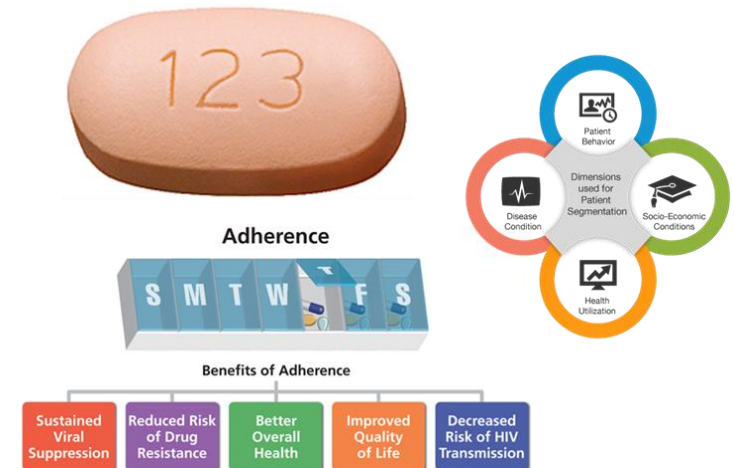 123
Adherence
S M T W T F S
Benefits of Adherence
Sustained
Viral
Suppression
Reduced Risk
of Drug
Resistance
Better
Overall
Health
Improved
Quality
of Life
Decreased
Risk of HIV
Transmission
Patient
Behavior
Disease
Condition
Dimensions
used for
Patient
Segmentation
Socio-Economic
Conditions
Health
Utilization